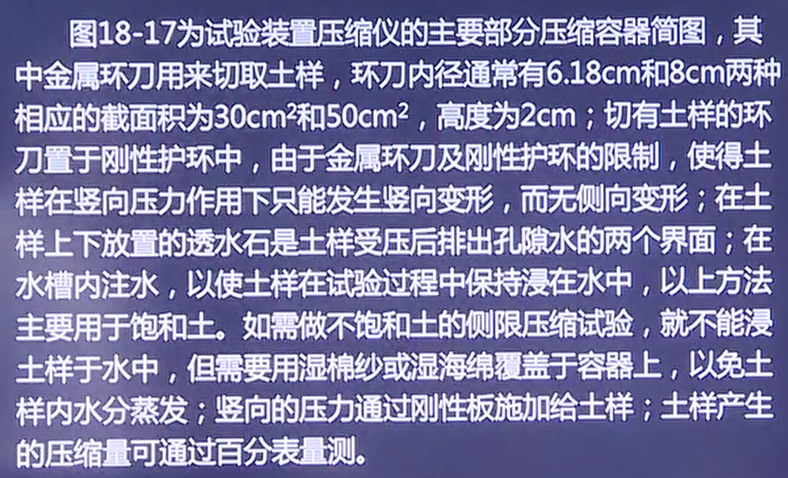 图18-17为试验装置压缩仪的主要部分压缩容器简图，其
中金属环刀用来切取土样，环刀内径通常有6.18cm和8cm两种
相应的截面积为30cm²和50cm²，高度为2cm；切有土样的环
刀置于刚性护环中，由于金属环刀及刚性护环的限制，使得土
样在竖向压力作用下只能发生竖向变形，而无侧向变形；在土
样上下放置的透水石是土样受压后排出孔隙水的两个界面；在
水槽内注水，以使土样在试验过程中保持浸在水中，以上方法
主要用于饱和土。如需做不饱和土的侧限压缩试验，就不能浸
土样于水中，但需要用湿棉纱或湿海绵覆盖于容器上，以免土
样内水分蒸发；竖向的压力通过刚性板施加给土样；土样产生
的压缩量可通过百分表量测。